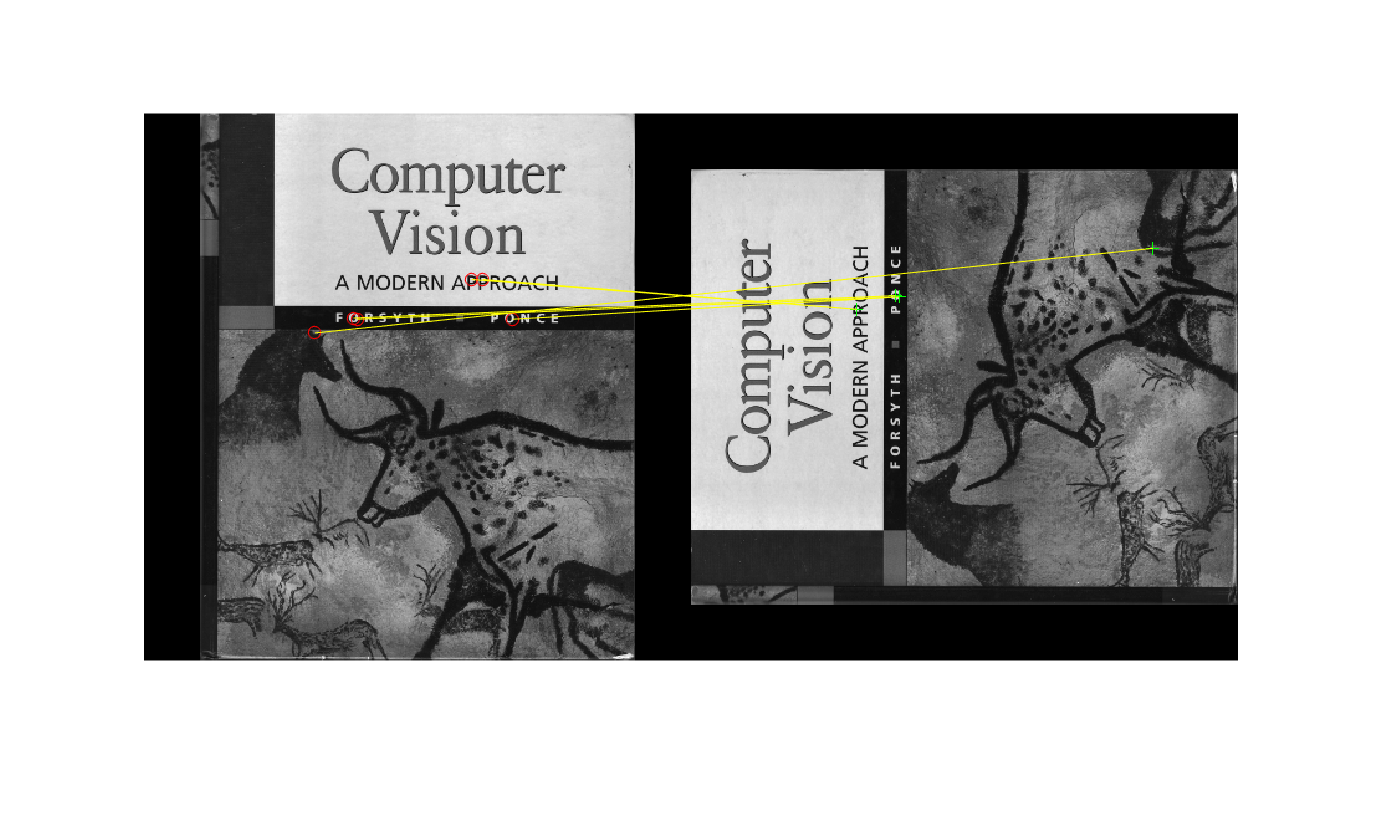 Computer
Vision
A MODERN APPROACH
FORSYTH ■ PONCE
Computer
Vision
A MODERN APPROACH
FORSYTH ■ PONCE